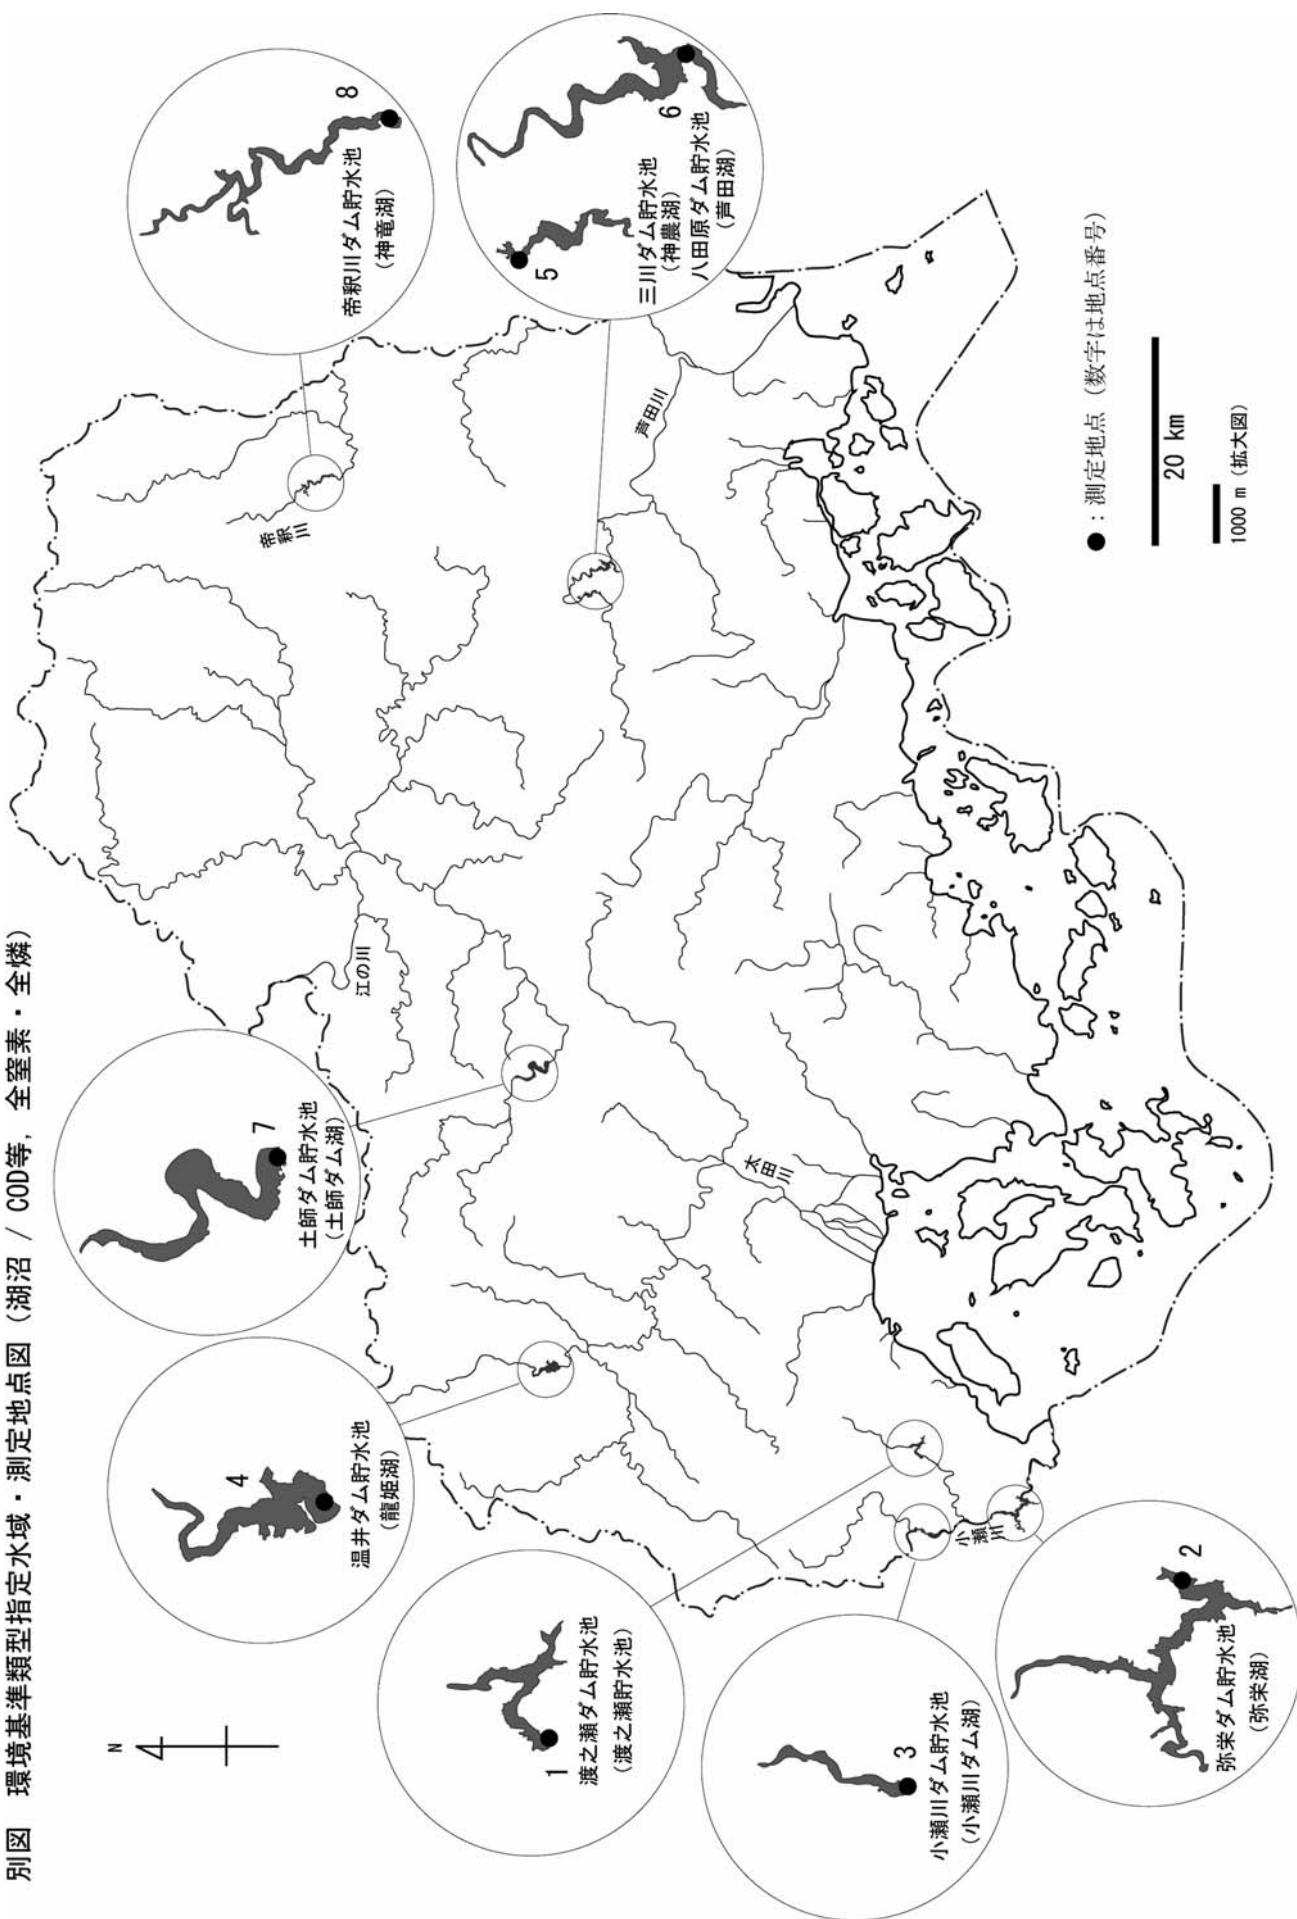 別図　環境基準類型指定水域・測定地点図（湖沼 / COD等, 全窒素・全燐）
N
1
渡之瀬ダム貯水池
（渡之瀬貯水池）
2
弥栄ダム貯水池
（弥栄湖）
3
小瀬川ダム貯水池
（小瀬川ダム湖）
4
温井ダム貯水池
（龍姫湖）
7
土師ダム貯水池
（土師ダム湖）
8
帝釈川ダム貯水池
（神竜湖）
5
三川ダム貯水池
（神農湖）
6
八田原ダム貯水池
（芦田湖）
小瀬川
太田川
江の川
帝釈川
芦田川
●：測定地点（数字は地点番号）
20 km
1000 m（拡大図）